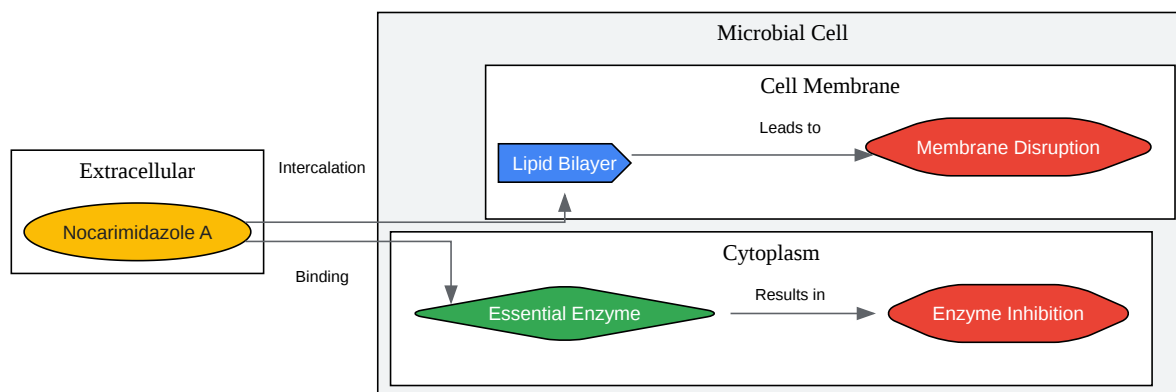 Microbial Cell
Cell Membrane
Leads to
Lipid Bilayer
Membrane Disruption
Extracellular
Intercalation
Nocarimidazole A
Binding
Cytoplasm
Results in
Essential Enzyme
Enzyme Inhibition